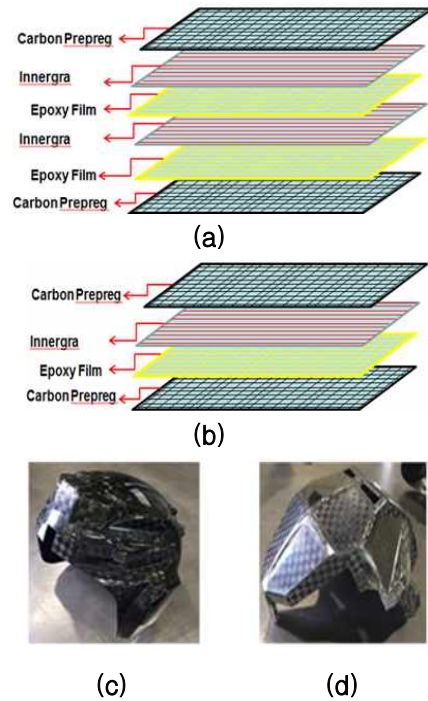 Carbon Prepreg
Innergra
Epoxy Film
Innergra
Epoxy Film
Carbon Prepreg
(a)
Carbon Prepreg
Innergra
Epoxy Film
Carbon Prepreg
(b)
(c) (d)